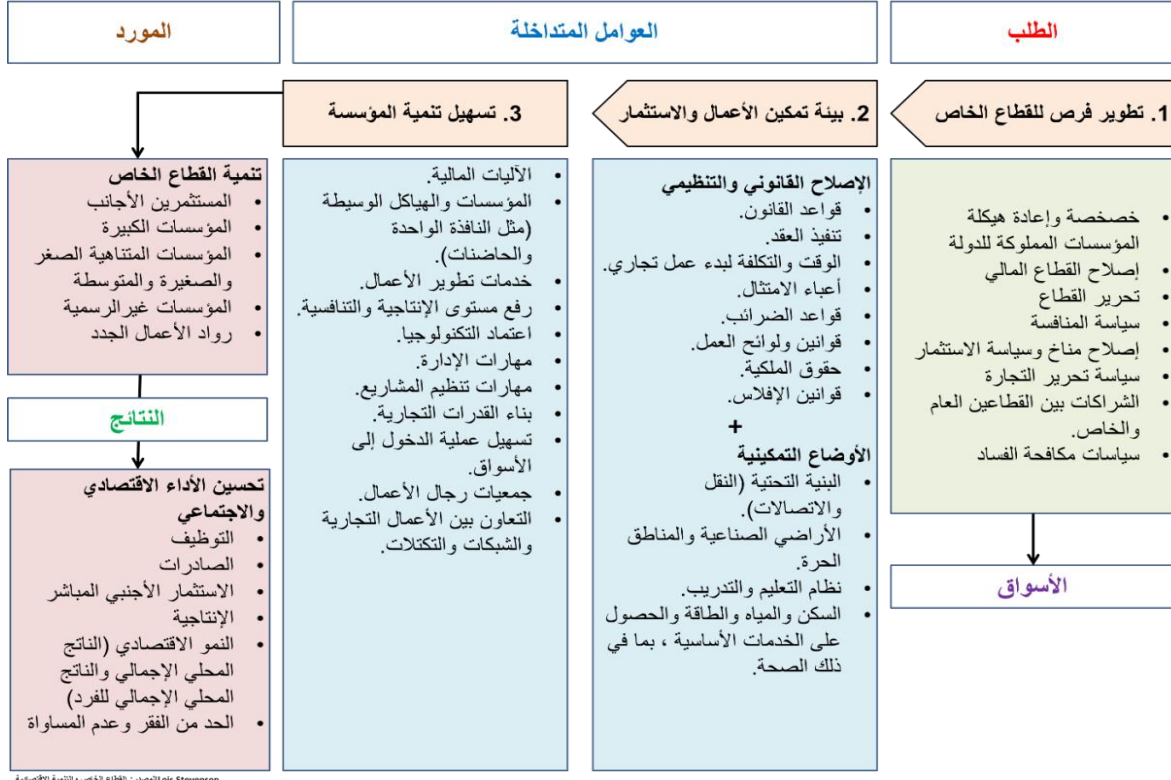 الطلب
العوامل المتداخلة
المورد
1. تطوير فرص للقطاع الخاص
2. بيئة تمكين الأعمال والاستثمار
3. تسهيل تنمية المؤسسة
• خصخصة وإعادة هيكلة
المؤسسات المملوكة للدولة
• إصلاح القطاع المالي
• تحرير القطاع
• سياسة المنافسة
• إصلاح مناخ وسياسة الاستثمار
• سياسة تحرير التجارة
• الشراكات بين القطاعين العام
والخاص.
• سياسات مكافحة الفساد
الأسواق
الإصلاح القانوني والتنظيمي
• قواعد القانون.
• تنفيذ العقد.
• الوقت والتكلفة لبدء عمل تجاري.
• أعباء الامتثال.
• قواعد الضرائب.
• قوانين ولوائح العمل.
• حقوق الملكية.
• قوانين الإفلاس.
+
الأوضاع التمكينية
• البنية التحتية (النقل
والاتصالات).
• الأراضي الصناعية والمناطق
الحرة.
• نظام التعليم والتدريب.
• السكن والمياه والطاقة والحصول
على الخدمات الأساسية ، بما في
ذلك الصحة.
• الآليات المالية.
• المؤسسات والهياكل الوسيطة
(مثل النافذة الواحدة
والحاضنات).
• خدمات تطوير الأعمال.
• رفع مستوى الإنتاجية والتنافسية.
• اعتماد التكنولوجيا.
• مهارات الإدارة.
• مهارات تنظيم المشاريع.
• بناء القدرات التجارية.
• تسهيل عملية الدخول إلى
الأسواق.
• جمعيات رجال الأعمال.
• التعاون بين الأعمال التجارية
والشبكات والتكتلات.
تنمية القطاع الخاص
• المستثمرين الأجانب
• المؤسسات الكبيرة
• المؤسسات المتناهية الصغر
والصغيرة والمتوسطة
• المؤسسات غيرالرسمية
• رواد الأعمال الجدد
النتائج
تحسين الأداء الاقتصادي
والاجتماعي
• التوظيف
• الصادرات
• الاستثمار الأجنبي المباشر
• الإنتاجية
• النمو الاقتصادي (الناتج
المحلي الإجمالي والناتج
المحلي الإجمالي للفرد)
• الحد من الفقر وعدم المساواة